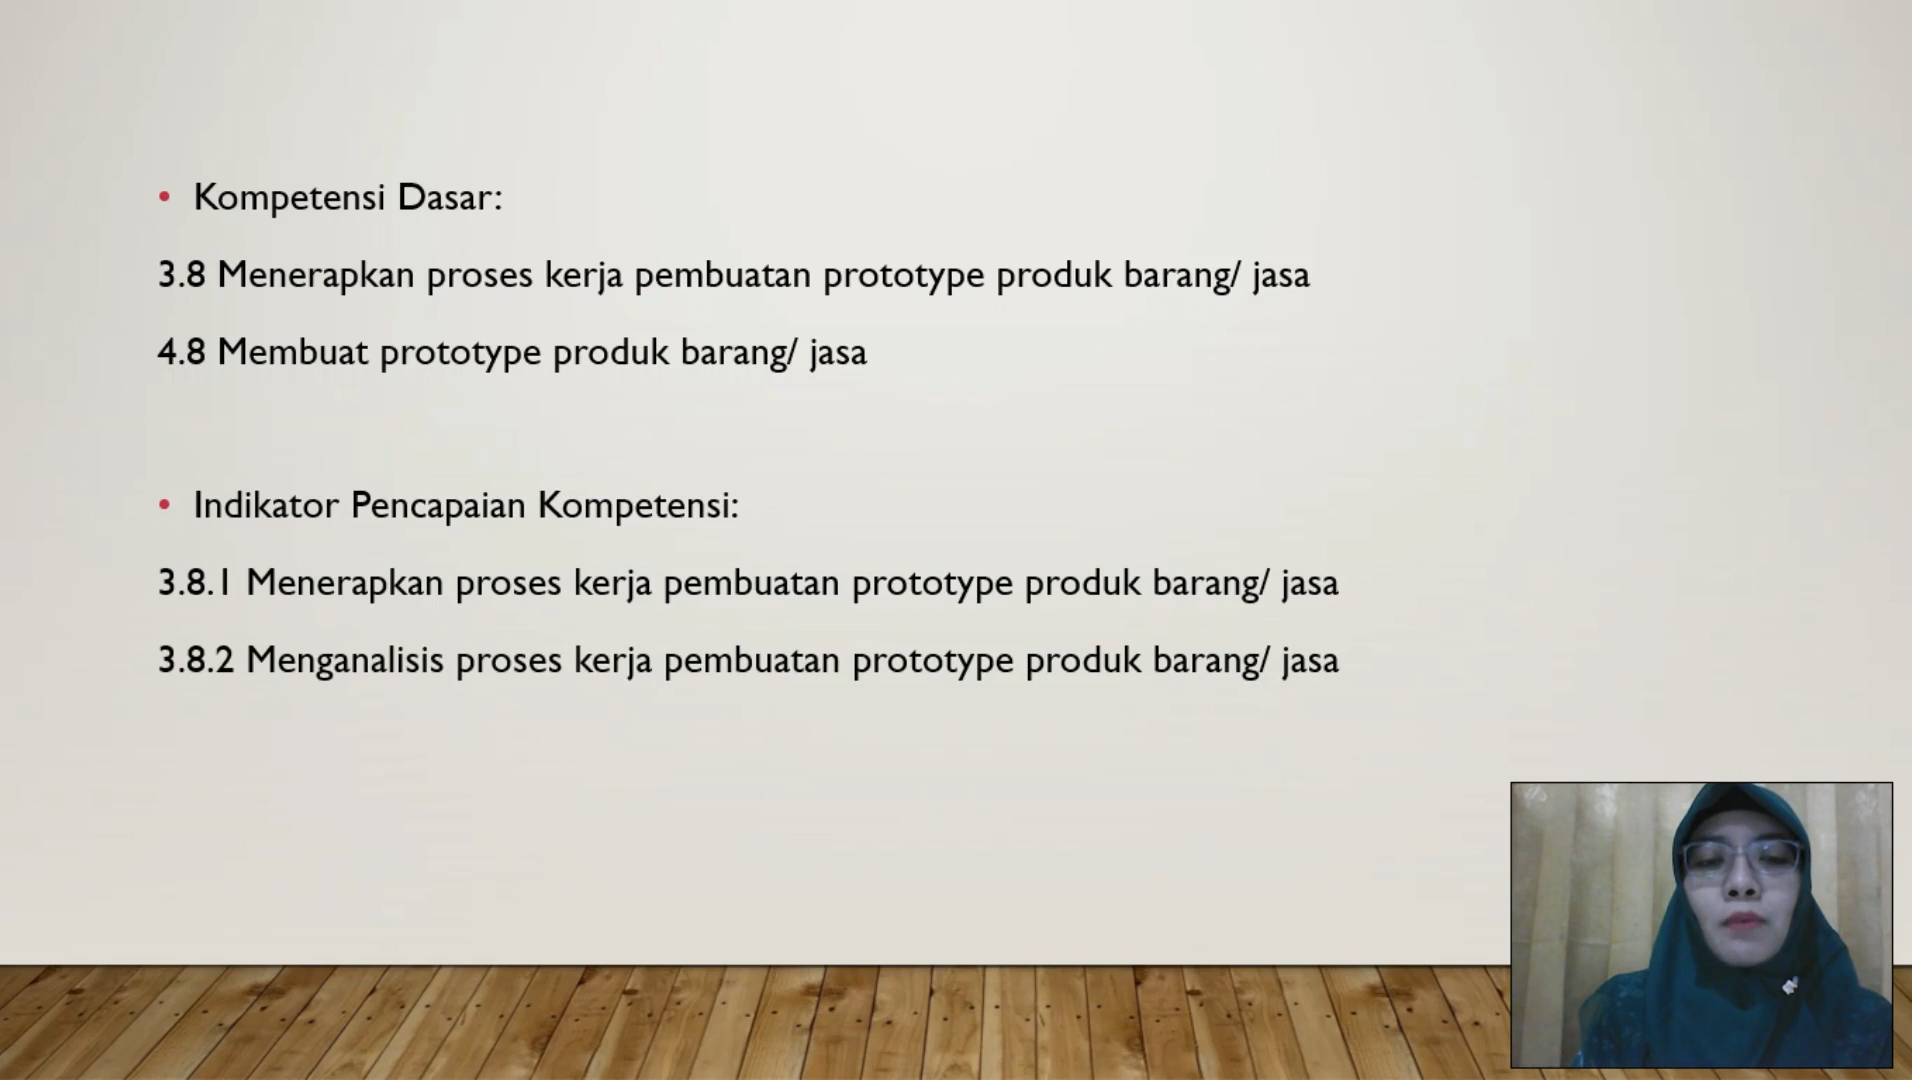 • Kompetensi Dasar:
3.8 Menerapkan proses kerja pembuatan prototype produk barang/ jasa
4.8 Membuat prototype produk barang/ jasa
• Indikator Pencapaian Kompetensi:
3.8.1 Menerapkan proses kerja pembuatan prototype produk barang/ jasa
3.8.2 Menganalisis proses kerja pembuatan prototype produk barang/ jasa